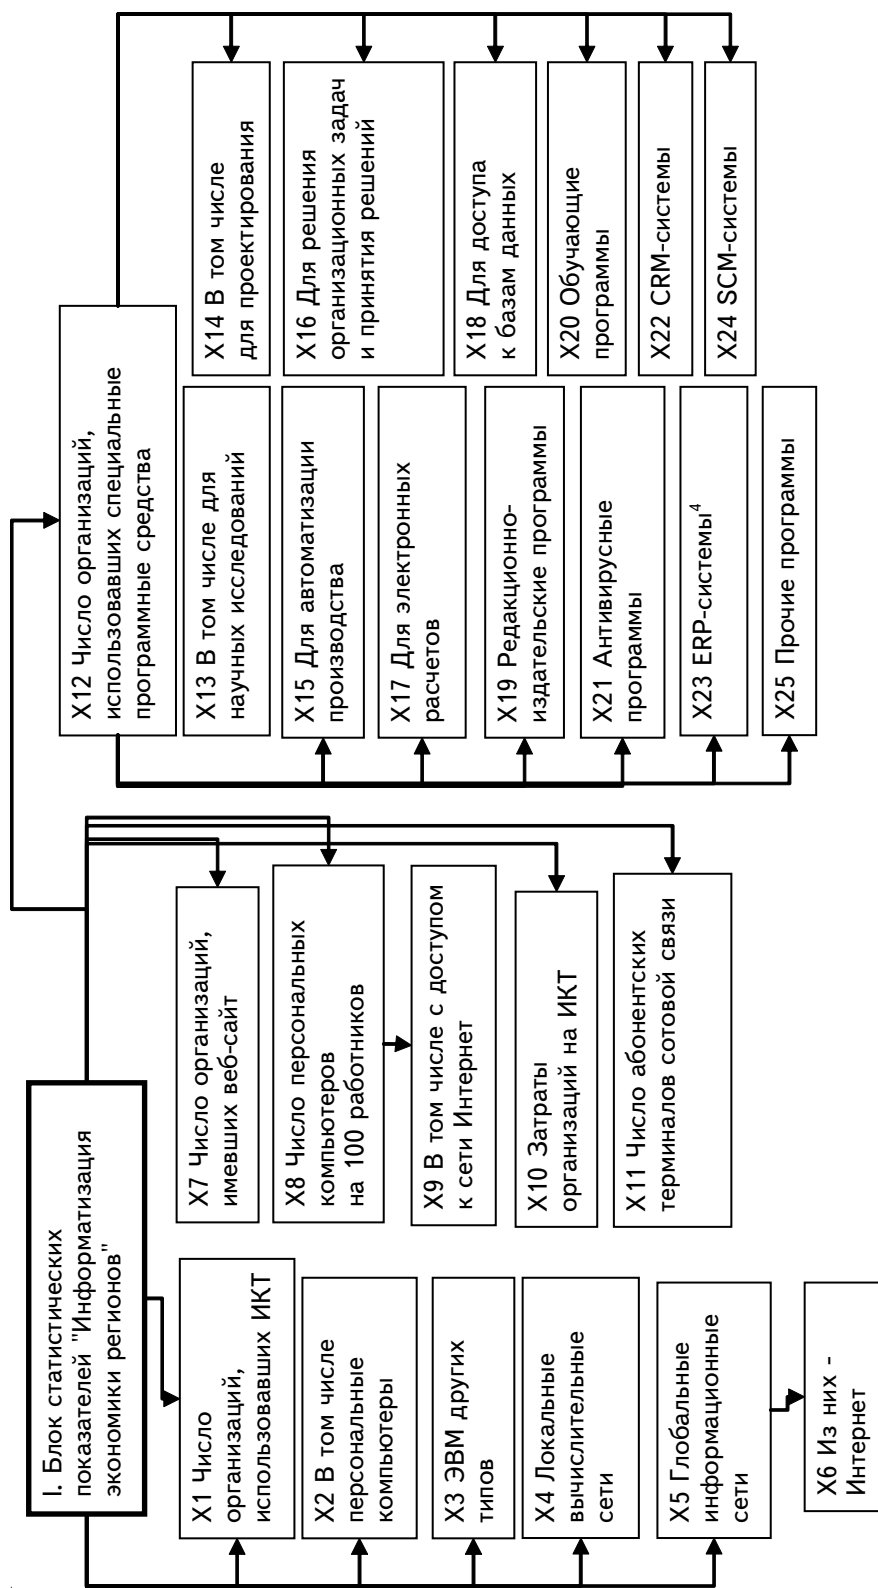 I. Блок статистических
показателей "Информатизация
экономики регионов"
X1 Число
организаций,
использовавших ИКТ
X2 В том числе
персональные
компьютеры
X3 ЭВМ других
типов
X4 Локальные
вычислительные
сети
X5 Глобальные
информационные
сети
X6 Из них -
Интернет
X7 Число организаций,
имевших веб-сайт
X8 Число персональных
компьютеров
на 100 работников
X9 В том числе с доступом
к сети Интернет
X10 Затраты
организаций на ИКТ
X11 Число абонентских
терминалов сотовой связи
X12 Число организаций,
использовавших специальные
программные средства
X13 В том числе для
научных исследований
X14 В том числе
для проектирования
X15 Для автоматизации
производства
X16 Для решения
организационных задач
и принятия решений
X17 Для электронных
расчетов
X18 Для доступа
к базам данных
X19 Редакционно-
издательские программы
X20 Обучающие
программы
X21 Антивирусные
программы
X22 CRM-системы
X23 ERP-системы⁴
X24 SCM-системы
X25 Прочие программы